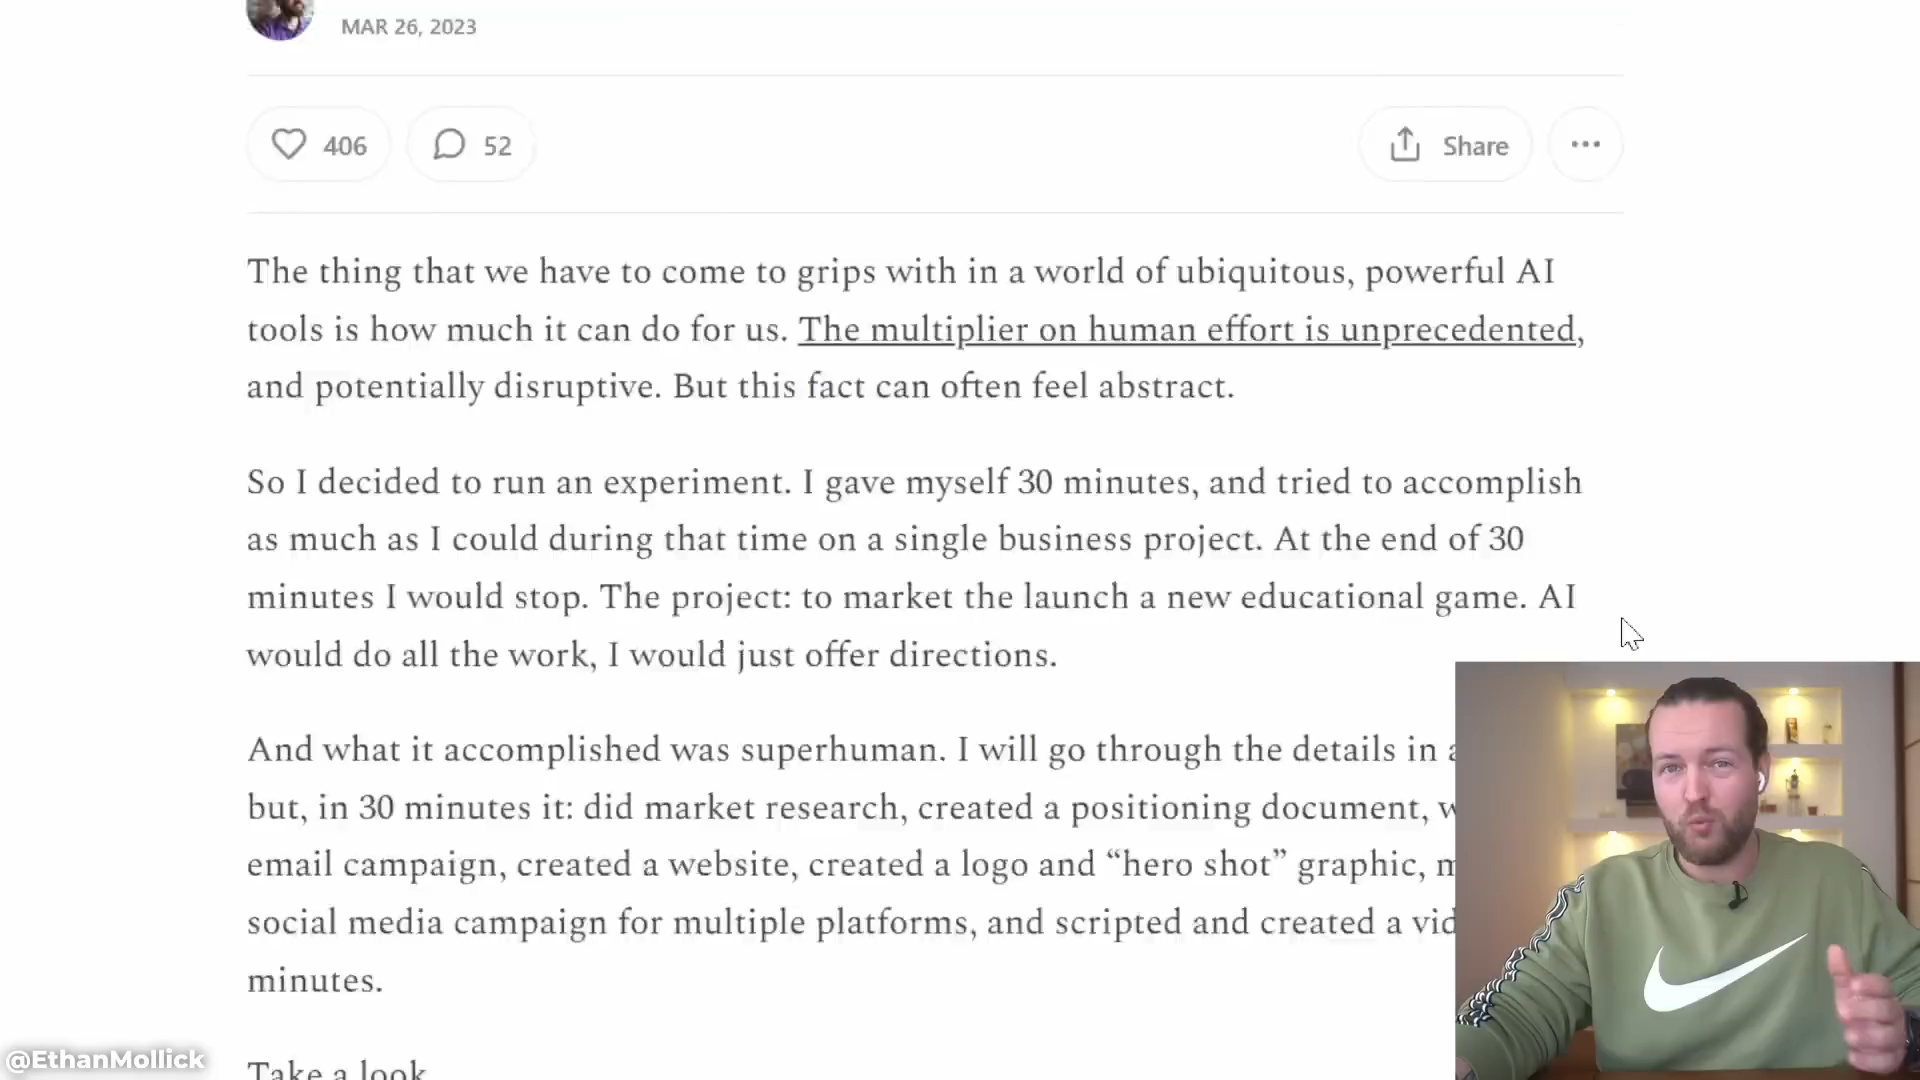 MAR 26, 2023
406
52
Share
The thing that we have to come to grips with in a world of ubiquitous, powerful AI
tools is how much it can do for us. The multiplier on human effort is unprecedented,
and potentially disruptive. But this fact can often feel abstract.
So I decided to run an experiment. I gave myself 30 minutes, and tried to accomplish
as much as I could during that time on a single business project. At the end of 30
minutes I would stop. The project: to market the launch a new educational game. AI
would do all the work, I would just offer directions.
And what it accomplished was superhuman. I will go through the details in a
but, in 30 minutes it: did market research, created a positioning document,
email campaign, created a website, created a logo and “hero shot” graphic,
social media campaign for multiple platforms, and scripted and created a
minutes.
Take a look
@EthanMollick